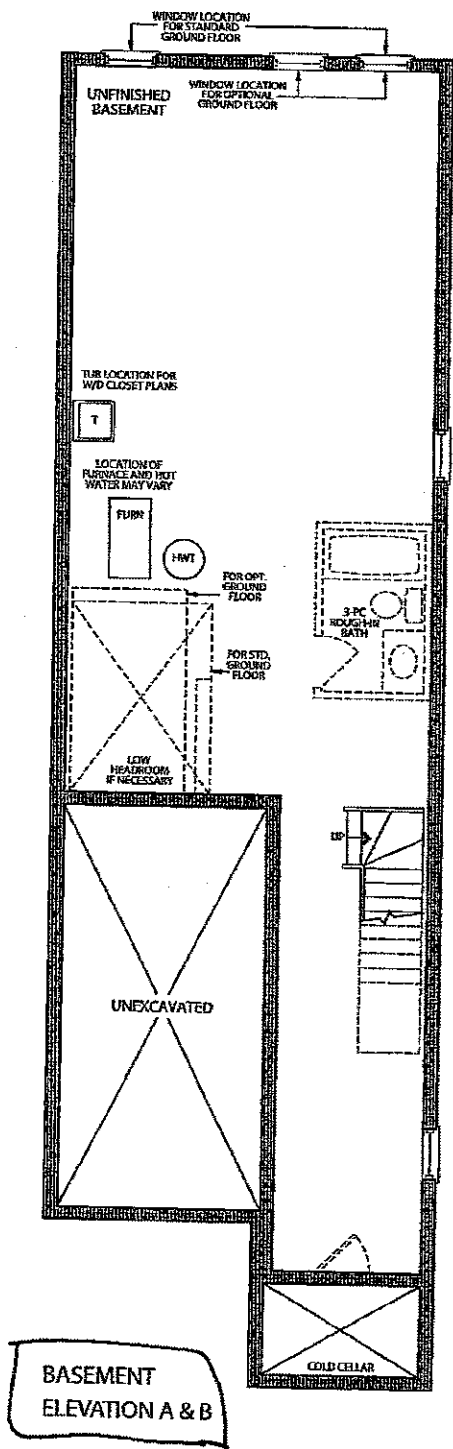 WINDOW LOCATION
FOR STANDARD
GROUND FLOOR
WINDOW LOCATION
FOR OPTIONAL
GROUND FLOOR
UNFINISHED
BASEMENT
TUB LOCATION FOR
W/D CLOSET PLANS
T
LOCATION OF
FURNACE AND HOT
WATER MAY VARY
FURN
HWT
FOR OPT.
GROUND
FLOOR
3-PC
ROUGH-IN
BATH
FOR STD.
GROUND
FLOOR
LOW
HEADROOM
IF NECESSARY
UP
UNEXCAVATED
COLD CELLAR
BASEMENT
ELEVATION A & B